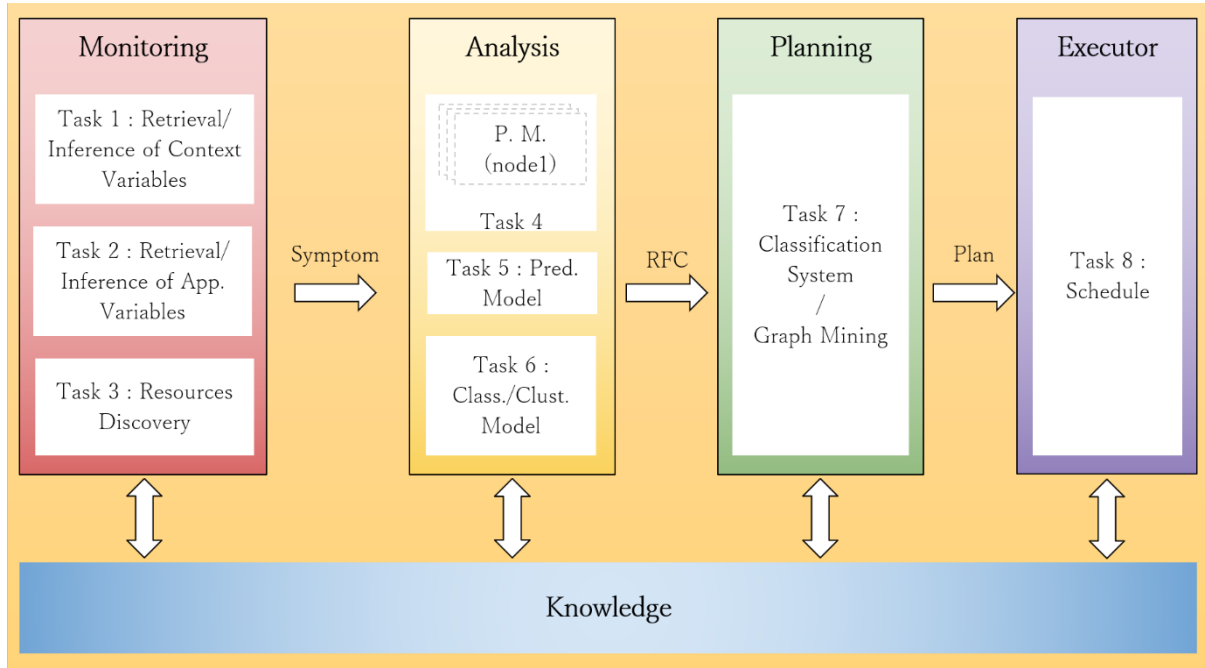 Monitoring
Task 1 : Retrieval/
Inference of Context
Variables
Task 2 : Retrieval/
Inference of App.
Variables
Task 3 : Resources
Discovery
Symptom
Analysis
P. M.
(node1)
Task 4
Task 5 : Pred.
Model
Task 6 :
Class./Clust.
Model
RFC
Planning
Task 7 :
Classification
System
/
Graph Mining
Plan
Executor
Task 8 :
Schedule
Knowledge